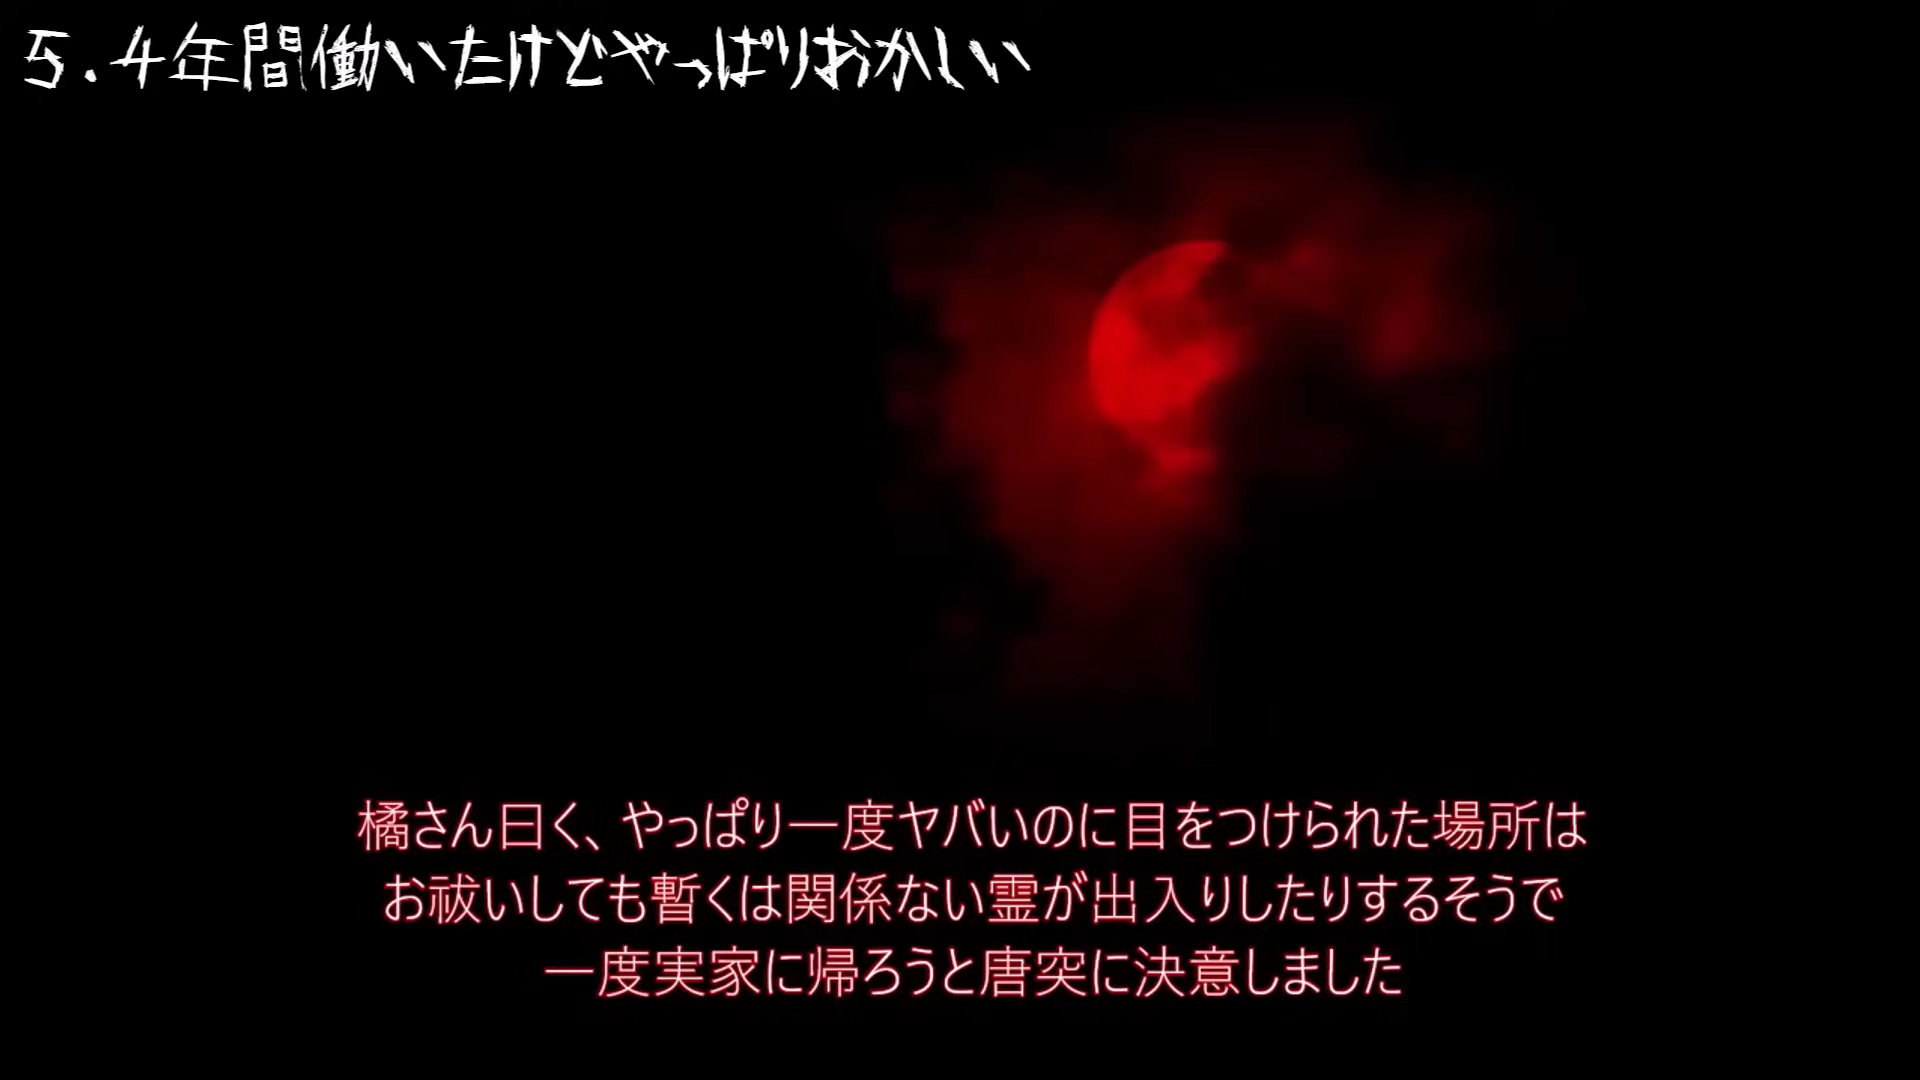 5.4年間働いたけどやっぱりおかしい
橘さん曰く、やっぱり一度ヤバいのに目をつけられた場所は
お祓いしても暫くは関係ない霊が出入りしたりするそうで
一度実家に帰ろうと唐突に決意しました